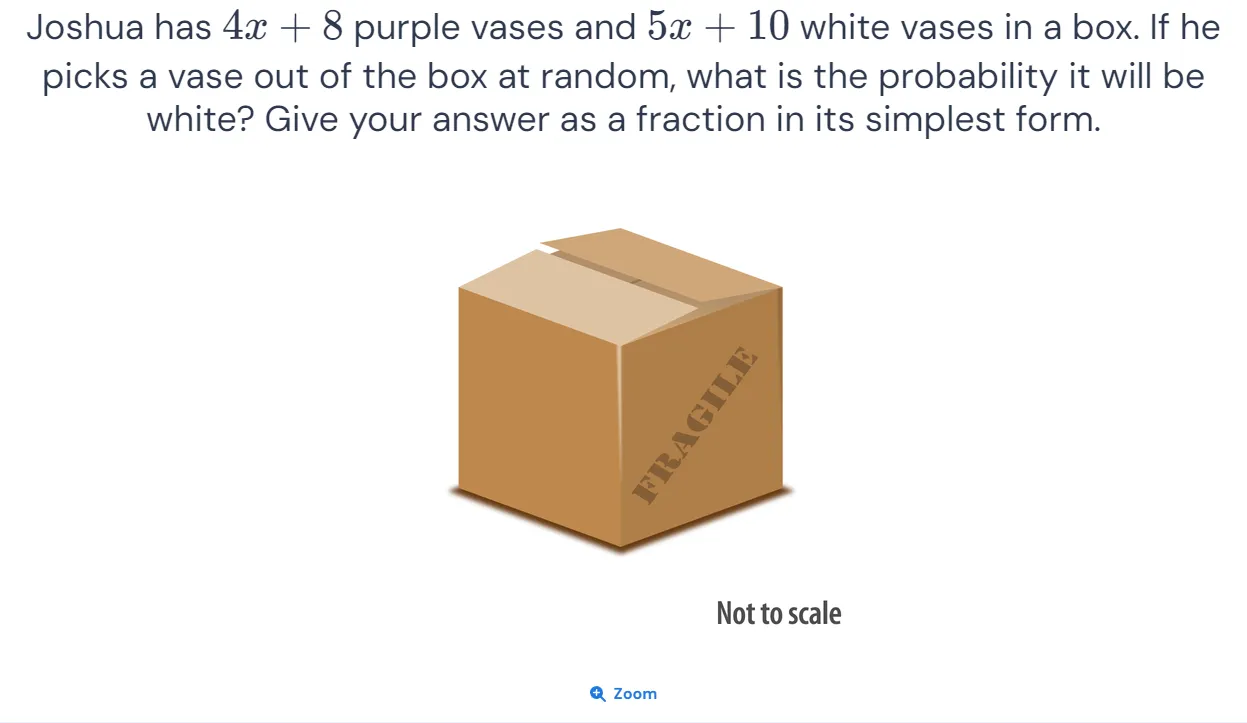 Joshua has 4x + 8 purple vases and 5x + 10 white vases in a box. If he
picks a vase out of the box at random, what is the probability it will be
white? Give your answer as a fraction in its simplest form.
FRAGILE
Not to scale
Zoom